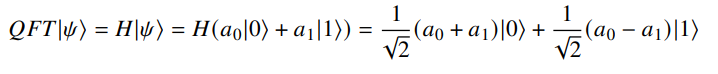 QFT|ψ⟩ = H|ψ⟩ = H(a₀|0⟩ + a₁|1⟩) = 1/√2 (a₀ + a₁)|0⟩ + 1/√2 (a₀ − a₁)|1⟩